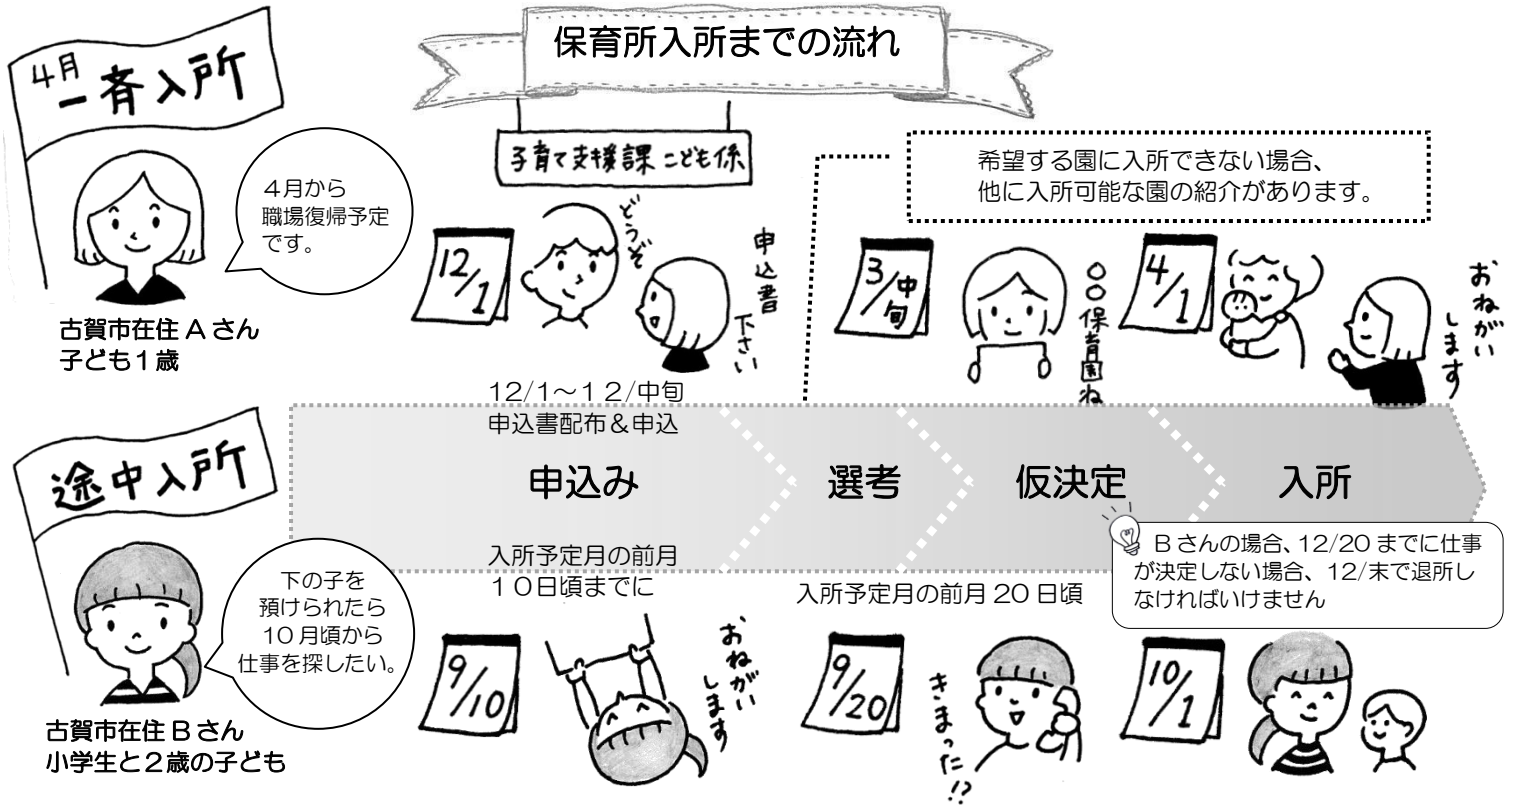 保育所入所までの流れ
4月
一斉入所
4月から
職場復帰予定
です。
古賀市在住Aさん
子ども1歳
子育て支援課こども係
12/1
どうぞ
申込書
下さい
希望する園に入所できない場合、
他に入所可能な園の紹介があります。
3/中旬
○○保育園ね
4/1
おねがい
します
12/1～12/中旬
申込書配布＆申込
申込み
選考
仮決定
入所
入所予定月の前月
10日頃までに
入所予定月の前月20日頃
Bさんの場合、12/20までに仕事
が決定しない場合、12/末で退所し
なければいけません
途中入所
下の子を
預けられたら
10月頃から
仕事を探したい。
古賀市在住Bさん
小学生と2歳の子ども
9/10
おねがい
します
9/20
きまった!?
10/1